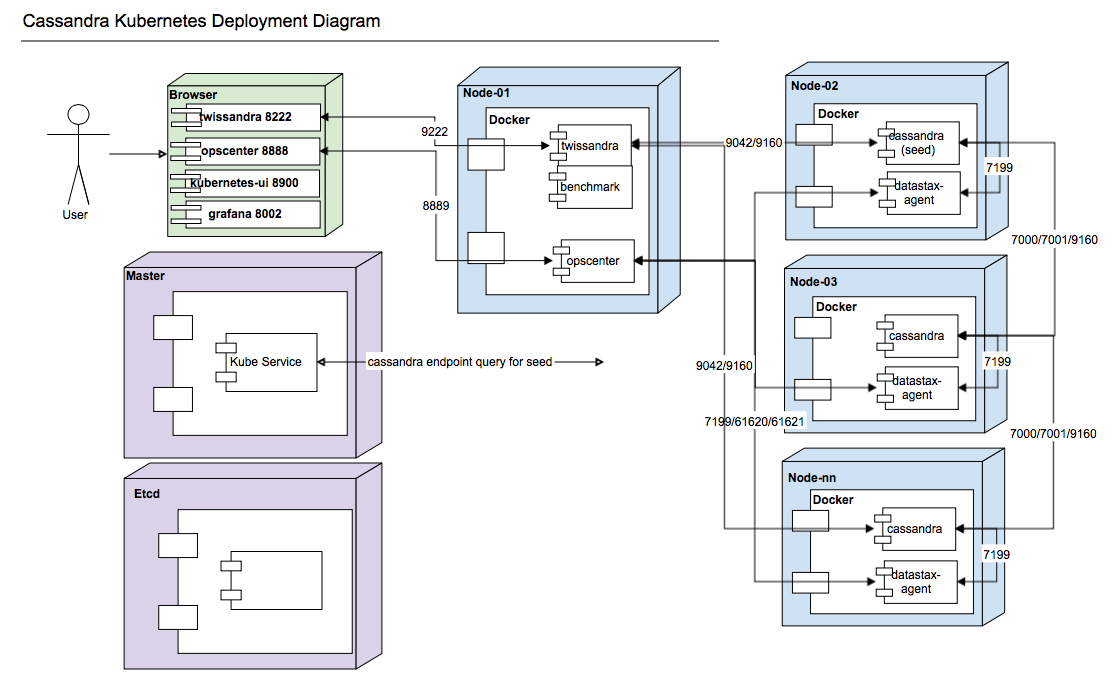 Cassandra Kubernetes Deployment Diagram
User
Browser
twissandra 8222
opscenter 8888
kubernetes-ui 8900
grafana 8002
9222
8889
Node-01
Docker
twissandra
benchmark
opscenter
Master
Kube Service
cassandra endpoint query for seed
Etcd
9042/9160
9042/9160
7199/61620/61621
Node-02
Docker
cassandra
(seed)
datastax-
agent
7199
7000/7001/9160
Node-03
Docker
cassandra
datastax-
agent
7199
7000/7001/9160
Node-nn
Docker
cassandra
datastax-
agent
7199